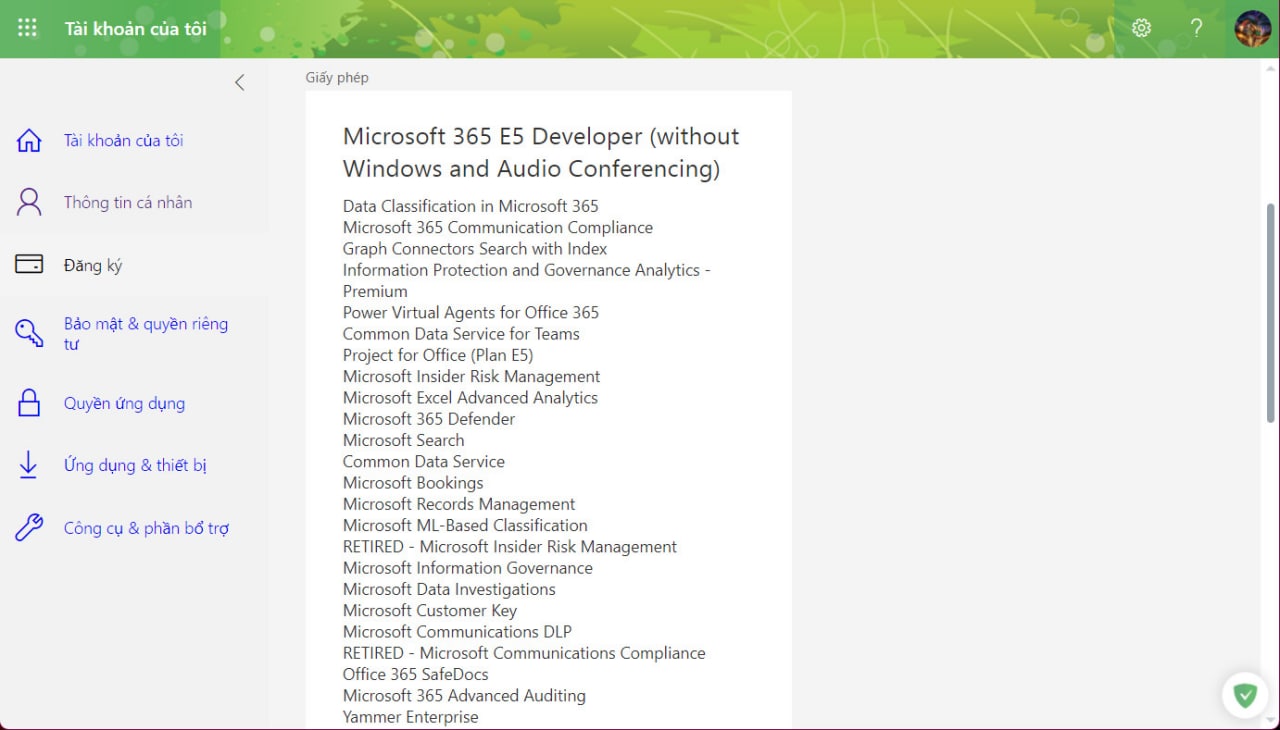 Tài khoản của tôi
?
Giấy phép
Tài khoản của tôi
Thông tin cá nhân
Đăng ký
Bảo mật & quyền riêng
tư
Quyền ứng dụng
Ứng dụng & thiết bị
Công cụ & phần bổ trợ
Microsoft 365 E5 Developer (without
Windows and Audio Conferencing)
Data Classification in Microsoft 365
Microsoft 365 Communication Compliance
Graph Connectors Search with Index
Information Protection and Governance Analytics -
Premium
Power Virtual Agents for Office 365
Common Data Service for Teams
Project for Office (Plan E5)
Microsoft Insider Risk Management
Microsoft Excel Advanced Analytics
Microsoft 365 Defender
Microsoft Search
Common Data Service
Microsoft Bookings
Microsoft Records Management
Microsoft ML-Based Classification
RETIRED - Microsoft Insider Risk Management
Microsoft Information Governance
Microsoft Data Investigations
Microsoft Customer Key
Microsoft Communications DLP
RETIRED - Microsoft Communications Compliance
Office 365 SafeDocs
Microsoft 365 Advanced Auditing
Yammer Enterprise